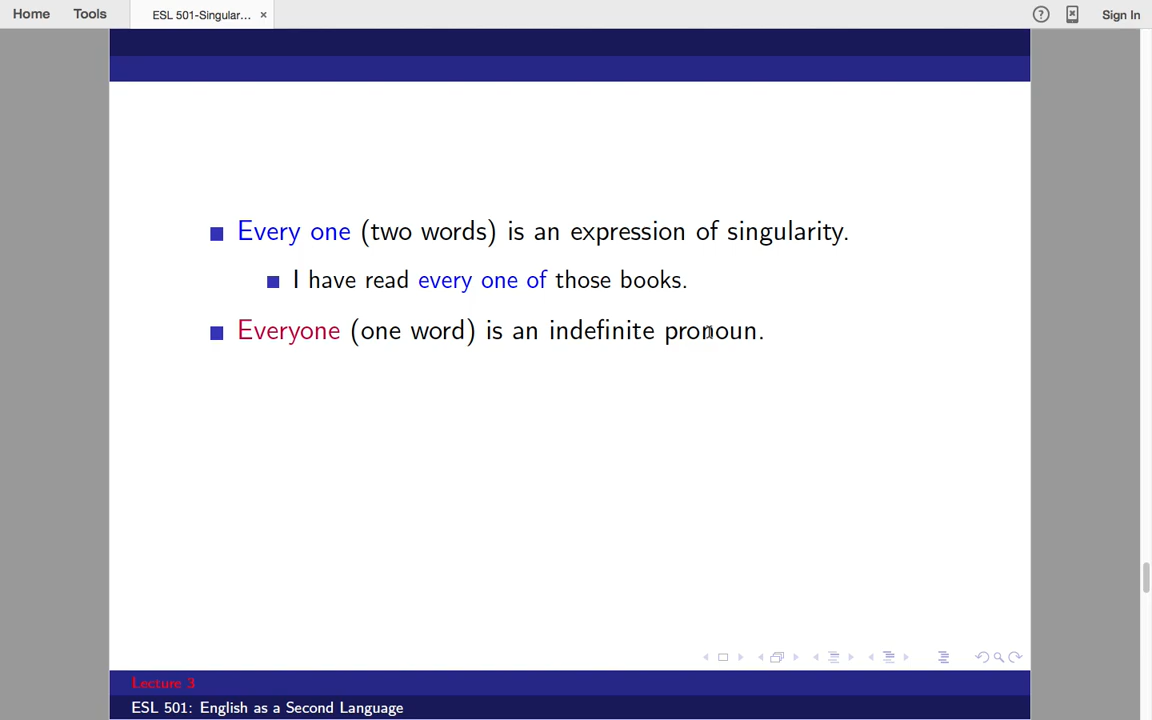 Home Tools ESL 501-Singular... × Sign In
Every one (two words) is an expression of singularity.
I have read every one of those books.
Everyone (one word) is an indefinite pronoun.
Lecture 3
ESL 501: English as a Second Language